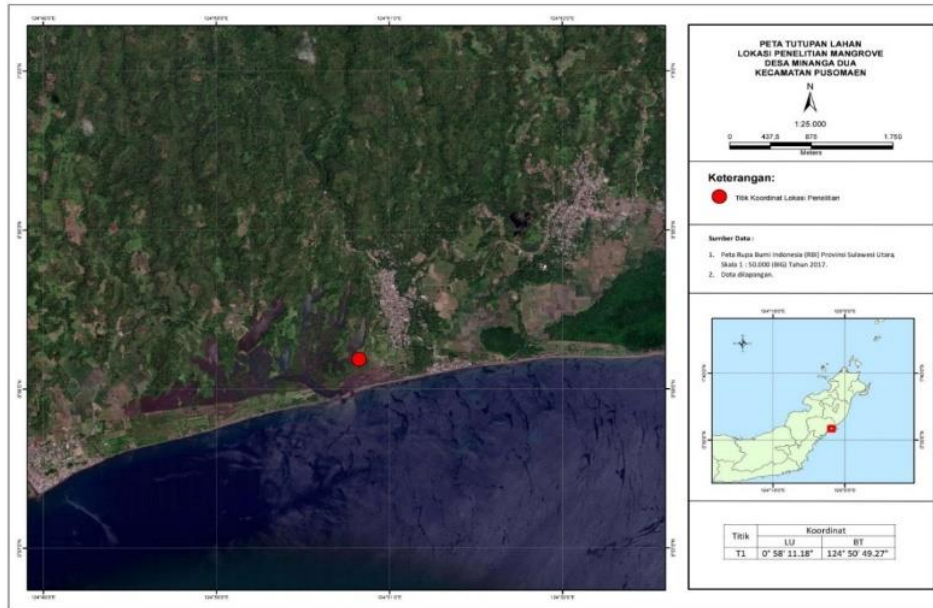 PETA TUTUPAN LAHAN
LOKASI PENELITIAN MANGROVE
DESA MINANGA DUA
KECAMATAN PUSOMAEN
N
1:25.000
0 437,5 875 1.750
Meters
Keterangan:
Titik Koordinat Lokasi Penelitian
Sumber Data :
1. Peta Rupa Bumi Indonesia (RBI) Provinsi Sulawesi Utara,
Skala 1 : 50.000 (BIG) Tahun 2017.
2. Data dilapangan.
Titik Koordinat
LU BT
T1 0° 58' 11.18" 124° 50' 49.27"